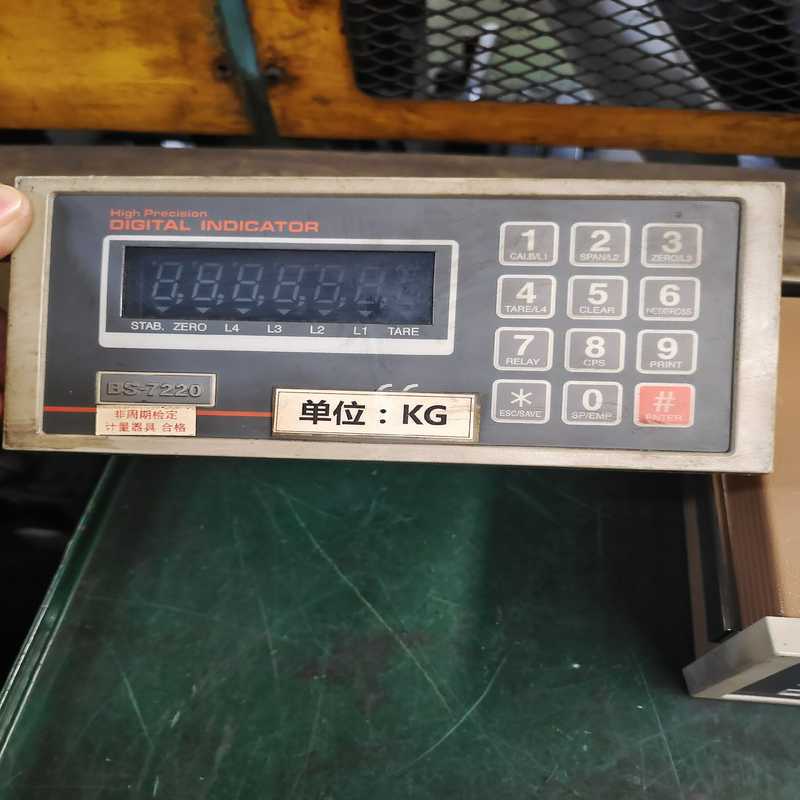 High Precision
DIGITAL INDICATOR
STAB. ZERO L4 L3 L2 L1 TARE
BS-7220
非周期检定
计量器具 合格
单位：KG
1 2 3
CALB/L1 SPAN/L2 ZERO/L3
4 5 6
TARE/L4 CLEAR NET/GROSS
7 8 9
RELAY CPS PRINT
* 0 #
ESC/SAVE SP/EMP ENTER